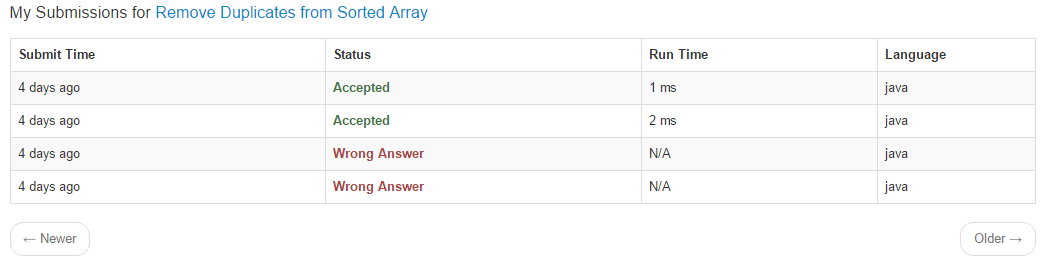 My Submissions for Remove Duplicates from Sorted Array
Submit Time Status Run Time Language
4 days ago Accepted 1 ms java
4 days ago Accepted 2 ms java
4 days ago Wrong Answer N/A java
4 days ago Wrong Answer N/A java
← Newer Older →